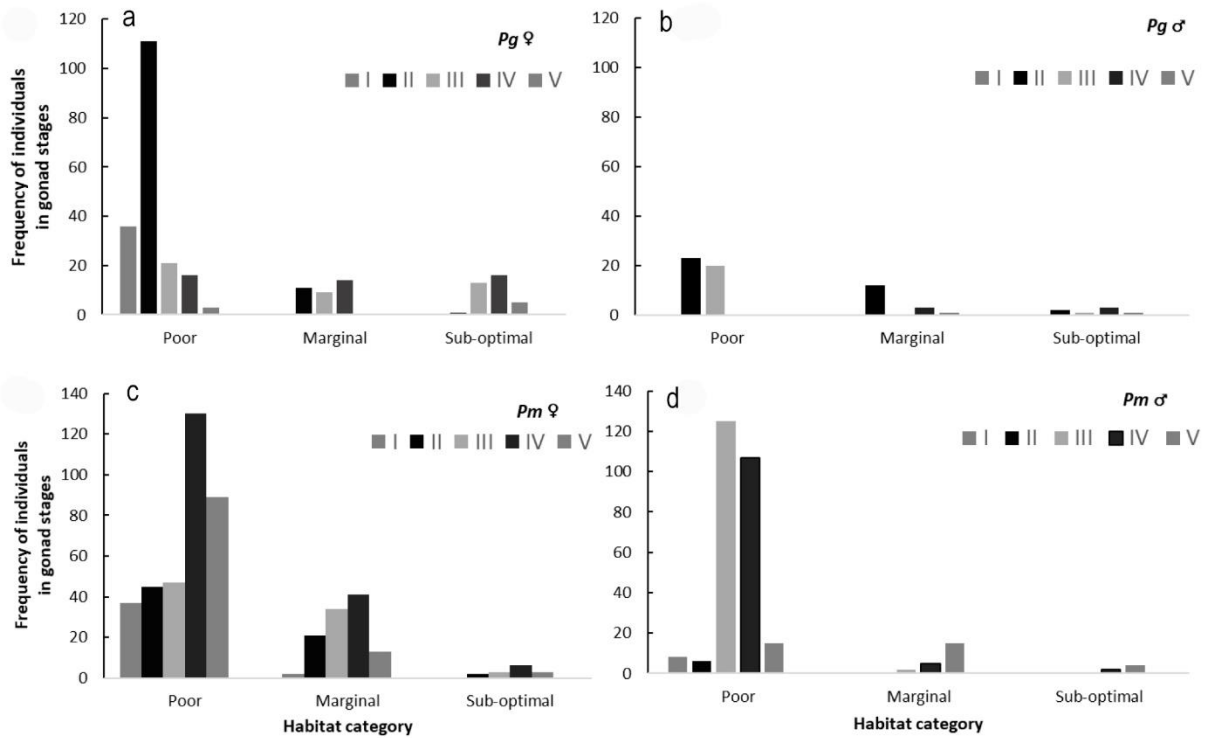 a
Pg ♀
I II III IV V
120
100
80
60
40
20
0
Frequency of individuals
in gonad stages
Poor Marginal Sub-optimal
b
Pg ♂
I II III IV V
120
100
80
60
40
20
0
Poor Marginal Sub-optimal
c
Pm ♀
I II III IV V
140
120
100
80
60
40
20
0
Frequency of individuals
in gonad stages
Poor Marginal Sub-optimal
Habitat category
d
Pm ♂
I II III IV V
140
120
100
80
60
40
20
0
Poor Marginal Sub-optimal
Habitat category